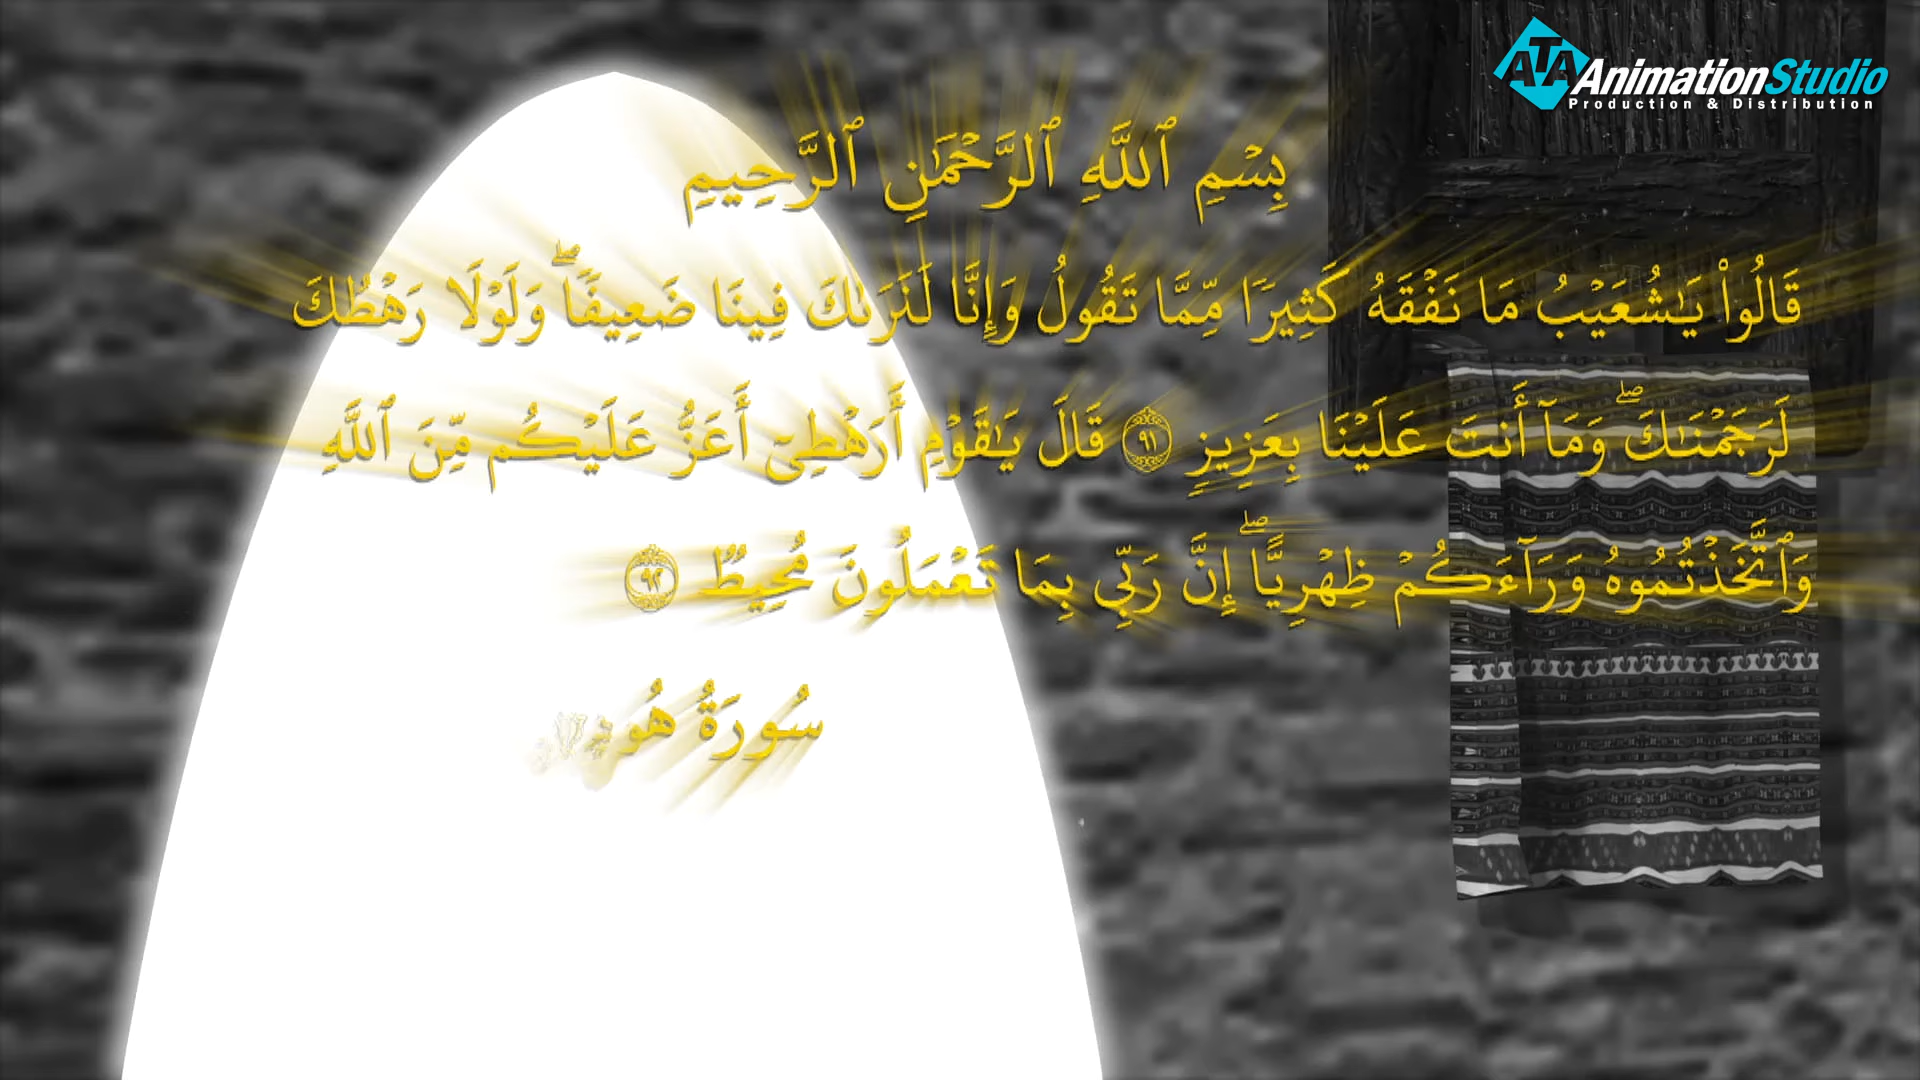 ATA AnimationStudio
Production & Distribution
بِسْمِ ٱللَّهِ ٱلرَّحْمَٰنِ ٱلرَّحِيمِ
قَالُوا۟ يَٰشُعَيْبُ مَا نَفْقَهُ كَثِيرًا مِّمَّا تَقُولُ وَإِنَّا لَنَرَىٰكَ فِينَا ضَعِيفًا ۖ وَلَوْلَا رَهْطُكَ
لَرَجَمْنَٰكَ ۖ وَمَآ أَنتَ عَلَيْنَا بِعَزِيزٍ ٩١ قَالَ يَٰقَوْمِ أَرَهْطِىٓ أَعَزُّ عَلَيْكُم مِّنَ ٱللَّهِ
وَٱتَّخَذْتُمُوهُ وَرَآءَكُمْ ظِهْرِيًّا ۖ إِنَّ رَبِّي بِمَا تَعْمَلُونَ مُحِيطٌ ٩٢
سُورَةُ هُودٍ